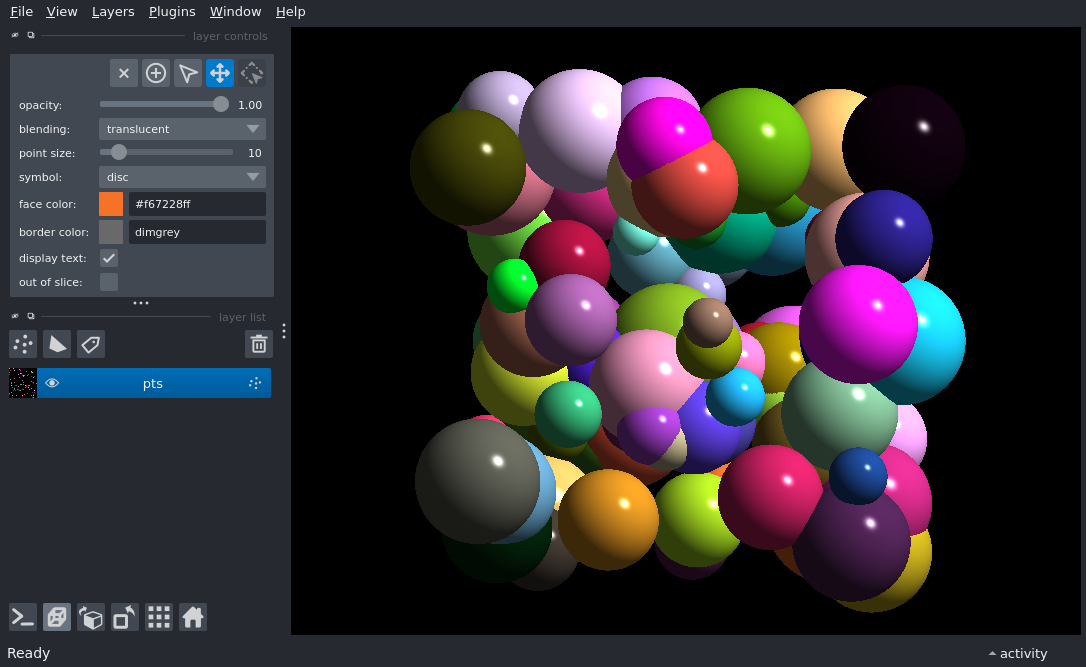 File View Layers Plugins Window Help
layer controls
opacity: 1.00
blending: translucent
point size: 10
symbol: disc
face color: #f67228ff
border color: dimgrey
display text:
out of slice:
layer list
pts
Ready
activity